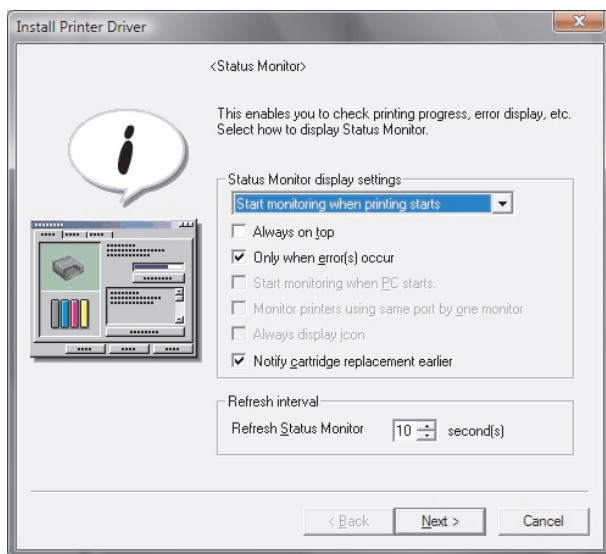 Install Printer Driver
<Status Monitor>
This enables you to check printing progress, error display, etc.
Select how to display Status Monitor.
Status Monitor display settings
Start monitoring when printing starts
Always on top
Only when error(s) occur
Start monitoring when PC starts.
Monitor printers using same port by one monitor
Always display icon
Notify cartridge replacement earlier
Refresh interval
Refresh Status Monitor 10 second(s)
< Back Next > Cancel